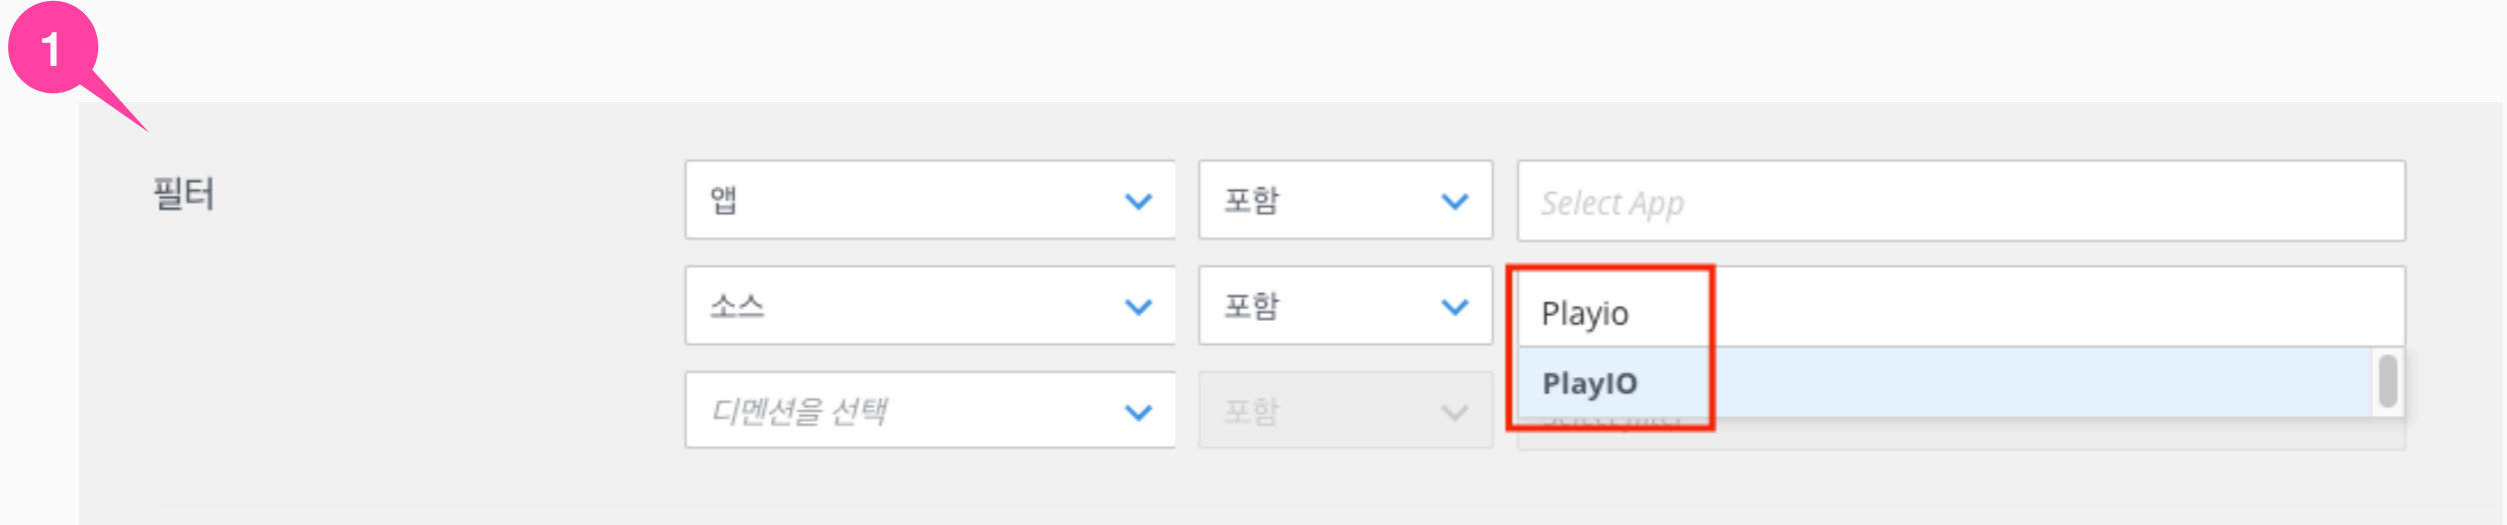 1
필터
앱 포함 Select App
소스 포함 Playio
PlayIO
디멘션을 선택 포함